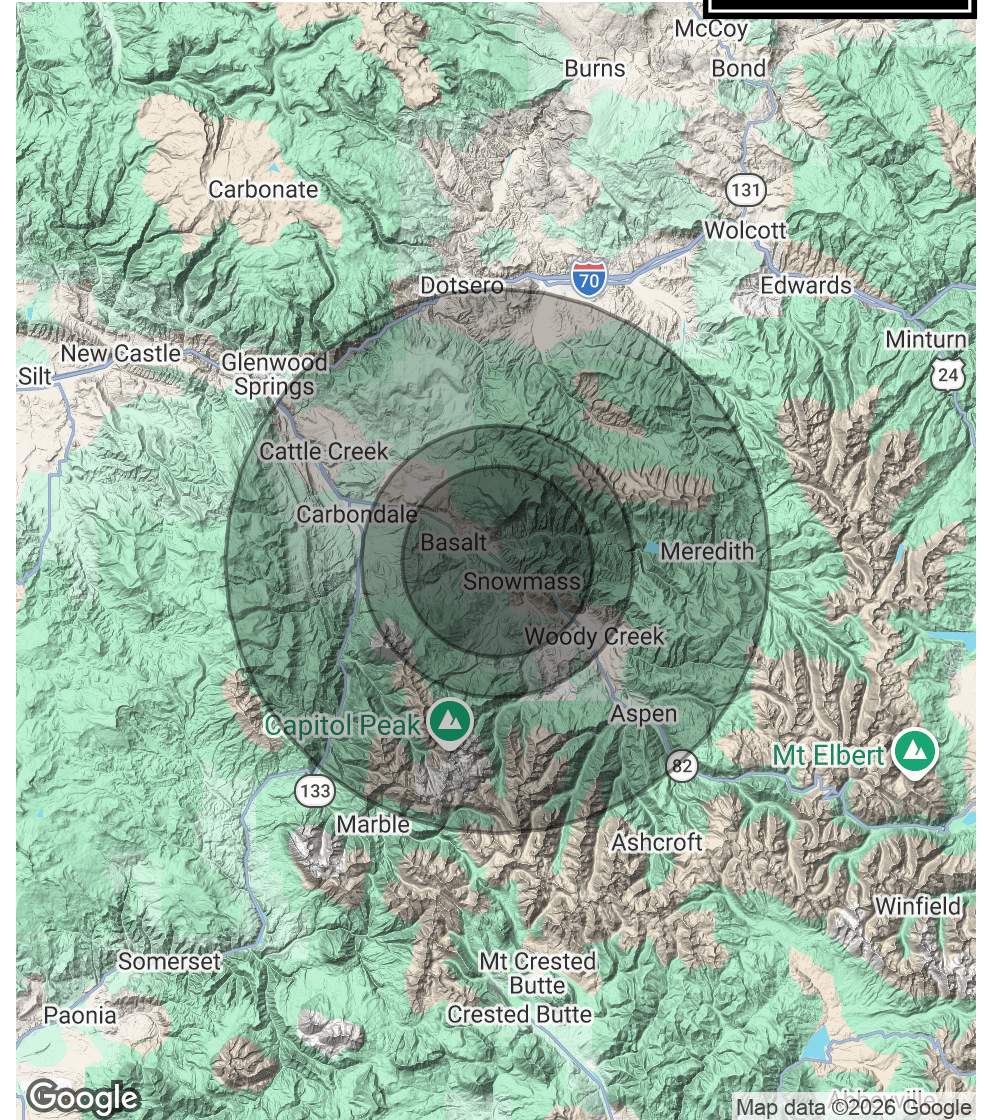 McCoy
Burns
Bond
Carbonate
131
Wolcott
Dotsero
70
Edwards
Minturn
New Castle
Glenwood
Springs
Silt
24
Cattle Creek
Carbondale
Basalt
Meredith
Snowmass
Woody Creek
Aspen
Capitol Peak
Mt Elbert
82
133
Marble
Ashcroft
Winfield
Somerset
Mt Crested
Butte
Paonia
Crested Butte
Google
Map data ©2026 Google